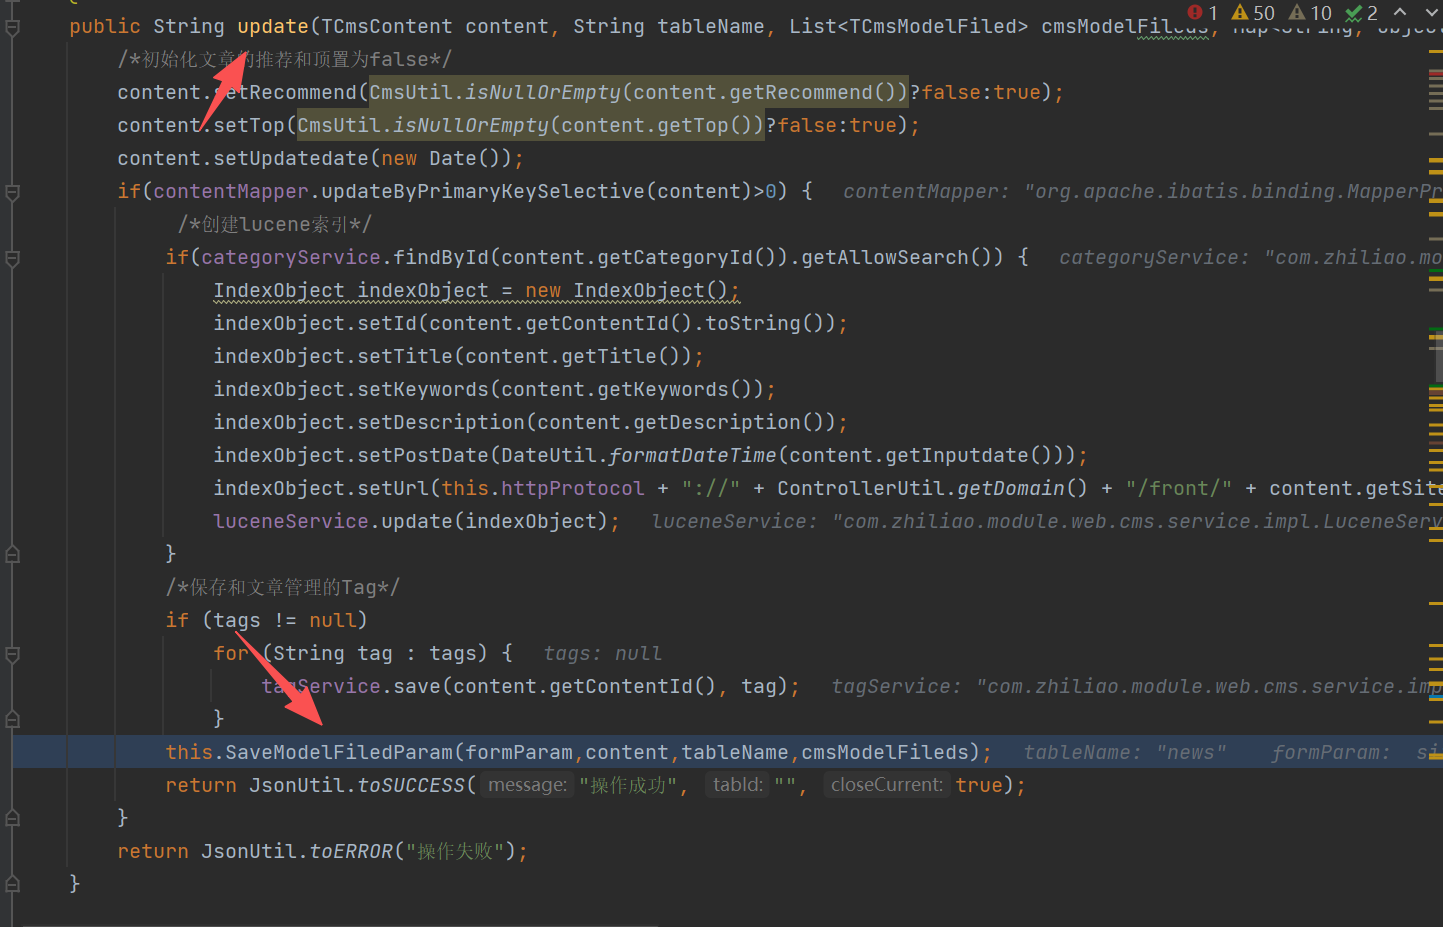 1 50 10 2
public String update(TCmsContent content, String tableName, List<TCmsModelFiled> cmsModelFileds, Map<String, Object
/*初始化文章的推荐和顶置为false*/
content.setRecommend(CmsUtil.isNullOrEmpty(content.getRecommend())?false:true);
content.setTop(CmsUtil.isNullOrEmpty(content.getTop())?false:true);
content.setUpdatedate(new Date());
if(contentMapper.updateByPrimaryKeySelective(content)>0) { contentMapper: "org.apache.ibatis.binding.MapperPr
/*创建lucene索引*/
if(categoryService.findById(content.getCategoryId()).getAllowSearch()) { categoryService: "com.zhiliao.mo
IndexObject indexObject = new IndexObject();
indexObject.setId(content.getContentId().toString());
indexObject.setTitle(content.getTitle());
indexObject.setKeywords(content.getKeywords());
indexObject.setDescription(content.getDescription());
indexObject.setPostDate(DateUtil.formatDateTime(content.getInputdate()));
indexObject.setUrl(this.httpProtocol + "://" + ControllerUtil.getDomain() + "/front/" + content.getSite
luceneService.update(indexObject); luceneService: "com.zhiliao.module.web.cms.service.impl.LuceneServ
}
/*保存和文章管理的Tag*/
if (tags != null)
for (String tag : tags) { tags: null
tagService.save(content.getContentId(), tag); tagService: "com.zhiliao.module.web.cms.service.imp
}
this.SaveModelFiledParam(formParam,content,tableName,cmsModelFileds); tableName: "news" formParam: si
return JsonUtil.toSUCCESS( message: "操作成功", tabId: "", closeCurrent: true);
}
return JsonUtil.toERROR("操作失败");
}